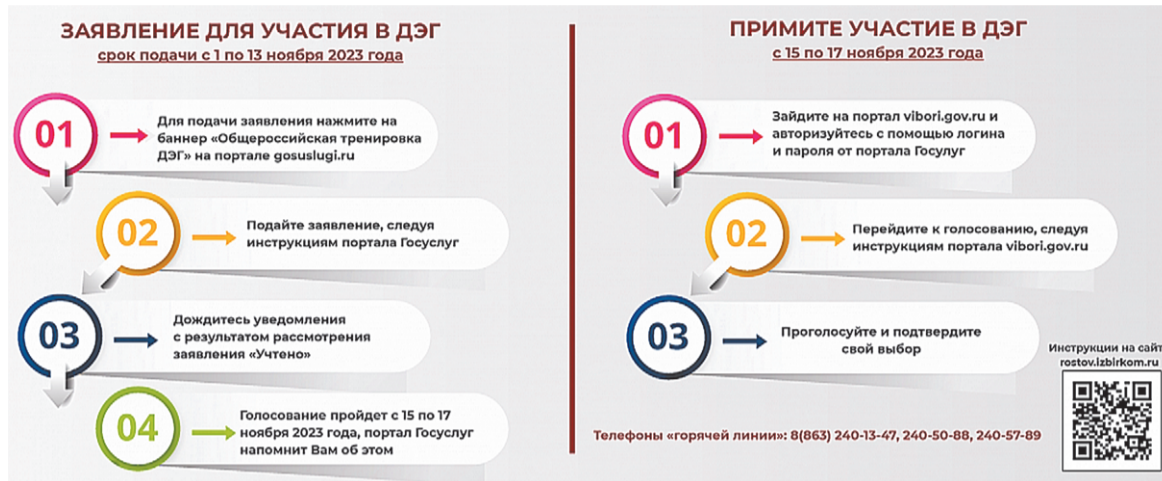 ЗАЯВЛЕНИЕ ДЛЯ УЧАСТИЯ В ДЭГ
срок подачи с 1 по 13 ноября 2023 года
01
Для подачи заявления нажмите на
баннер «Общероссийская тренировка
ДЭГ» на портале gosuslugi.ru
02
Подайте заявление, следуя
инструкциям портала Госуслуг
03
Дождитесь уведомления
с результатом рассмотрения
заявления «Учтено»
04
Голосование пройдет с 15 по 17
ноября 2023 года, портал Госуслуг
напомнит Вам об этом
ПРИМИТЕ УЧАСТИЕ В ДЭГ
с 15 по 17 ноября 2023 года
01
Зайдите на портал vibori.gov.ru и
авторизуйтесь с помощью логина
и пароля от портала Госулуг
02
Перейдите к голосованию, следуя
инструкциям портала vibori.gov.ru
03
Проголосуйте и подтвердите
свой выбор
Инструкции на сайте
rostov.izbirkom.ru
Телефоны «горячей линии»: 8(863) 240-13-47, 240-50-88, 240-57-89